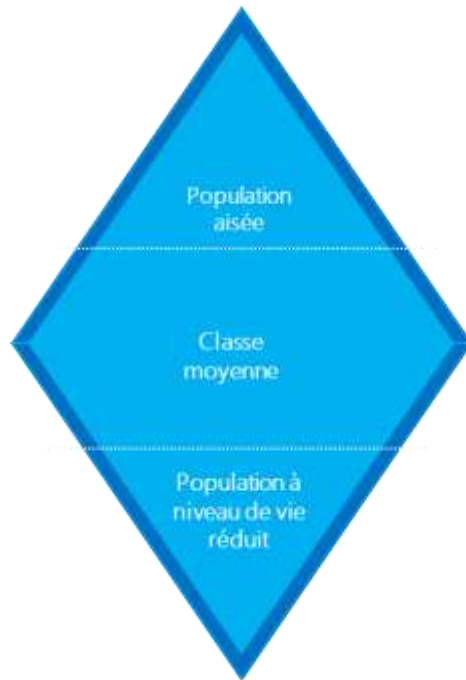 Population
aisée
Classe
moyenne
Population à
niveau de vie
réduit